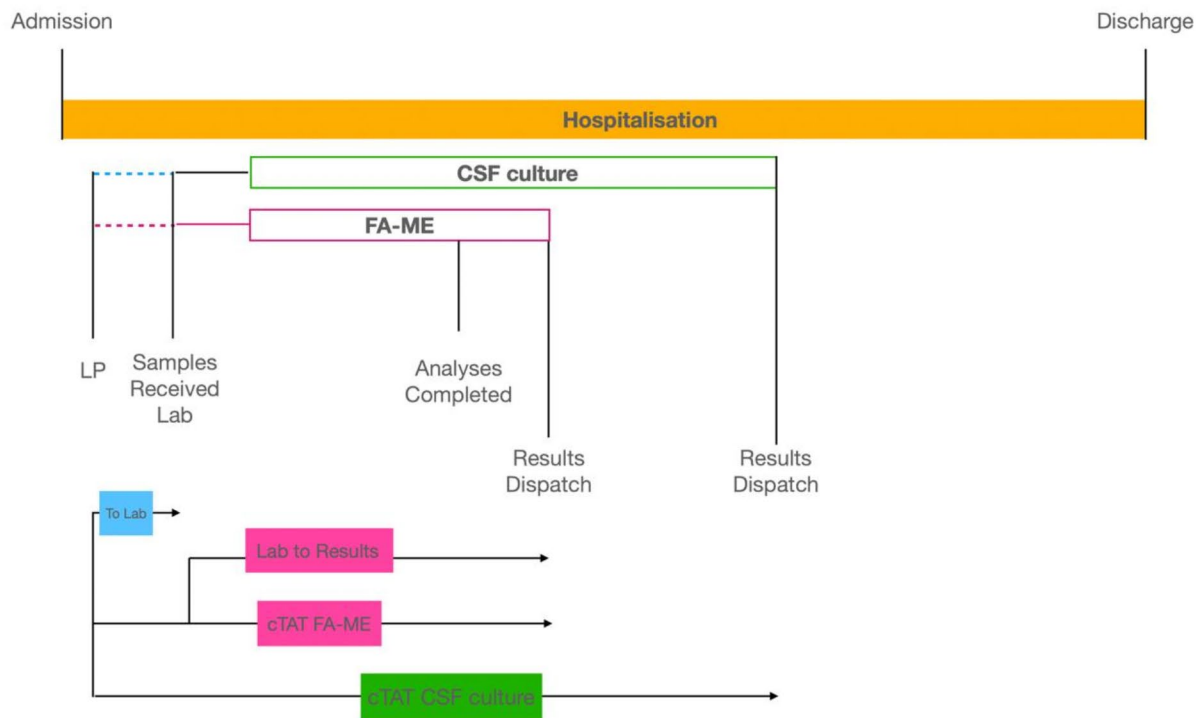 Admission
Discharge
Hospitalisation
CSF culture
FA-ME
LP
Samples
Received
Lab
Analyses
Completed
Results
Dispatch
Results
Dispatch
To Lab
Lab to Results
cTAT FA-ME
cTAT CSF culture